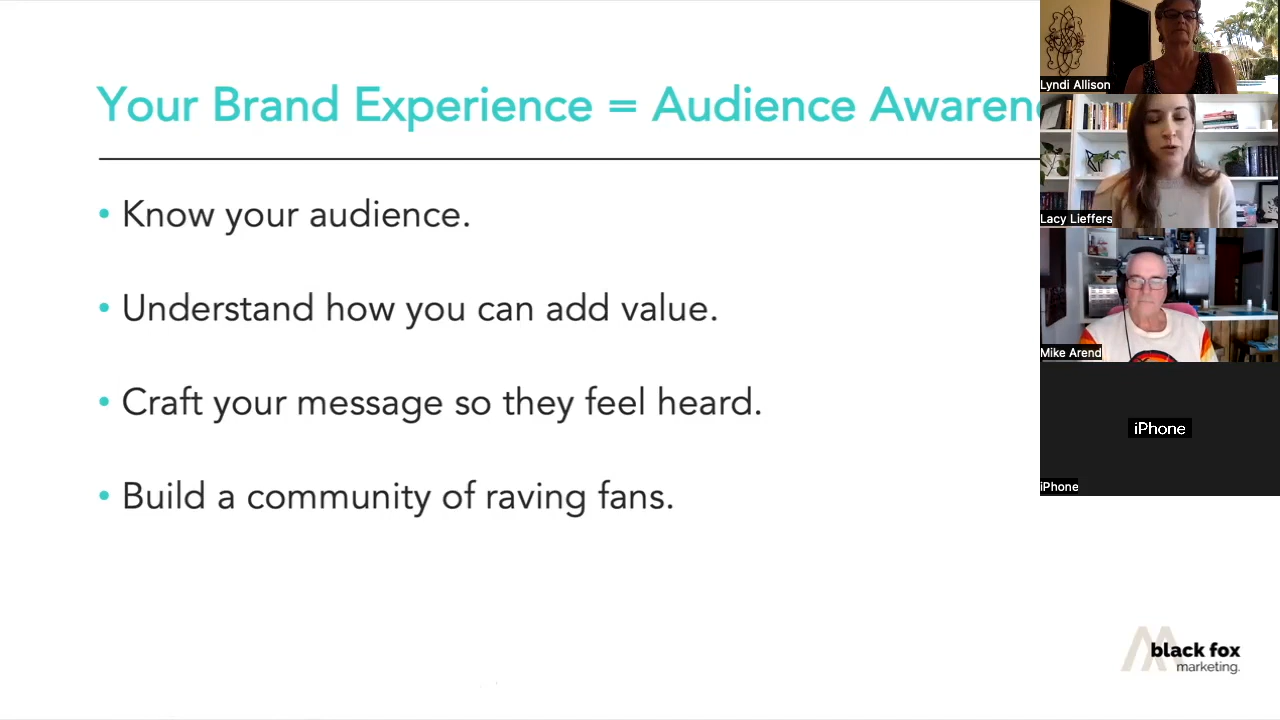 Your Brand Experience = Audience Awaren
• Know your audience.
• Understand how you can add value.
• Craft your message so they feel heard.
• Build a community of raving fans.
Lyndi Allison
Lacy Lieffers
Mike Arend
iPhone
iPhone
black fox
marketing.